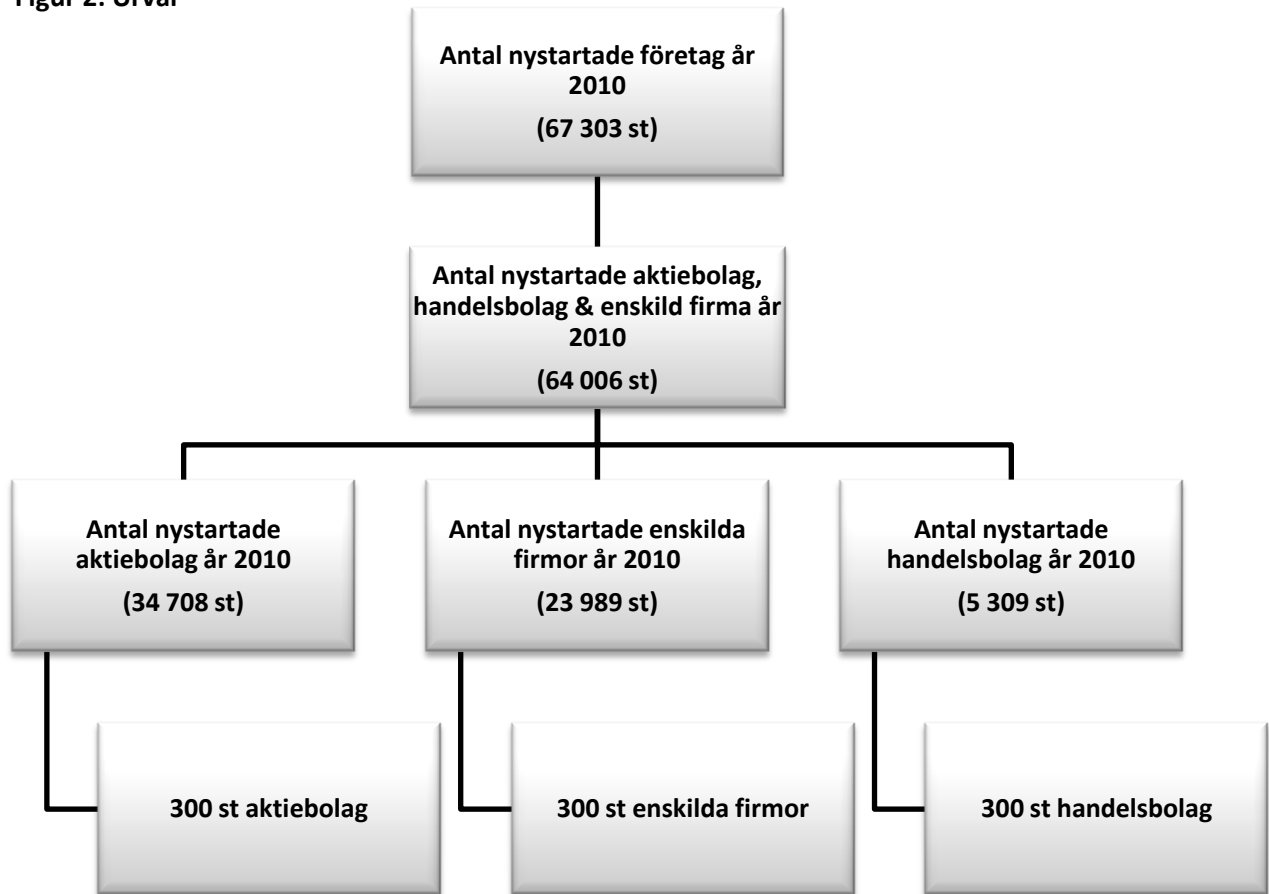 Figur 2. Urval
Antal nystartade företag år
2010
(67 303 st)
Antal nystartade aktiebolag,
handelsbolag & enskild firma år
2010
(64 006 st)
Antal nystartade
aktiebolag år 2010
(34 708 st)
Antal nystartade enskilda
firmor år 2010
(23 989 st)
Antal nystartade
handelsbolag år 2010
(5 309 st)
300 st aktiebolag
300 st enskilda firmor
300 st handelsbolag